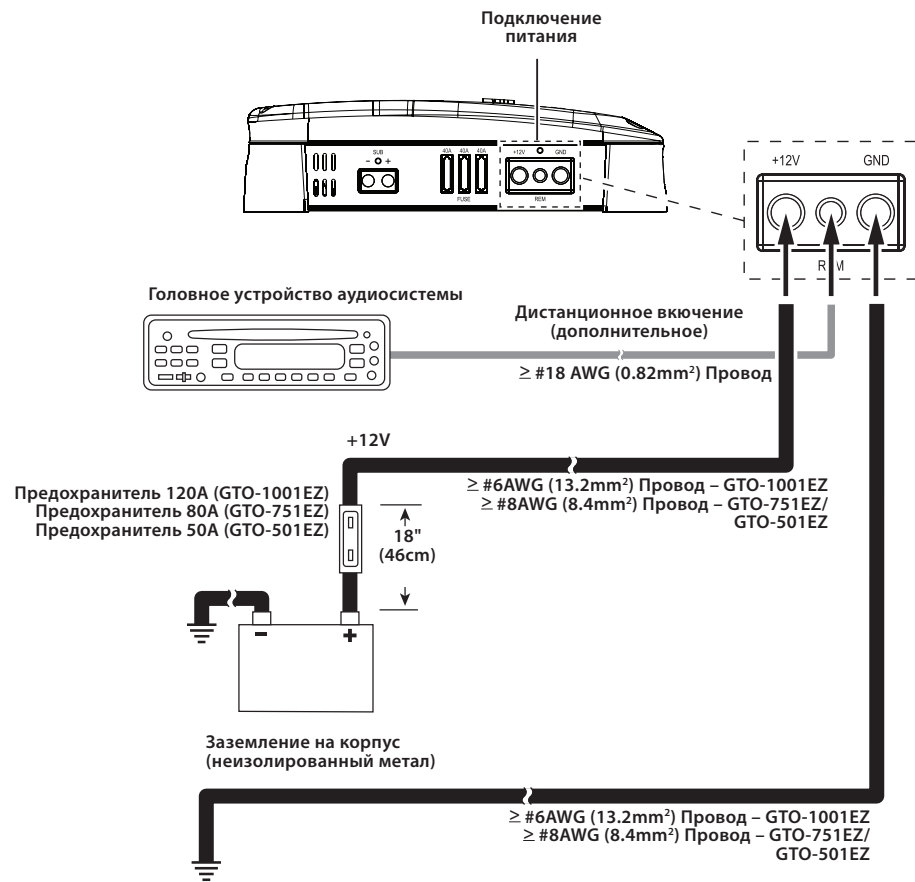 Подключение
питания
SUB
- +
40A 40A 40A
FUSE
+12V GND
REM
+12V GND
REM
Головное устройство аудиосистемы
Дистанционное вкючение
(дополнительное)
≥ #18 AWG (0.82mm²) Провод
+12V
≥ #6AWG (13.2mm²) Провод – GTO-1001EZ
≥ #8AWG (8.4mm²) Провод – GTO-751EZ/
GTO-501EZ
Предохранитель 120A (GTO-1001EZ)
Предохранитель 80A (GTO-751EZ)
Предохранитель 50A (GTO-501EZ)
18"
(46cm)
- +
Заземление на корпус
(неизолированный метал)
≥ #6AWG (13.2mm²) Провод – GTO-1001EZ
≥ #8AWG (8.4mm²) Провод – GTO-751EZ/
GTO-501EZ